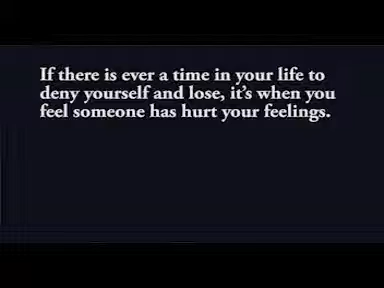 If there is ever a time in your life to
deny yourself and lose, it’s when you
feel someone has hurt your feelings.